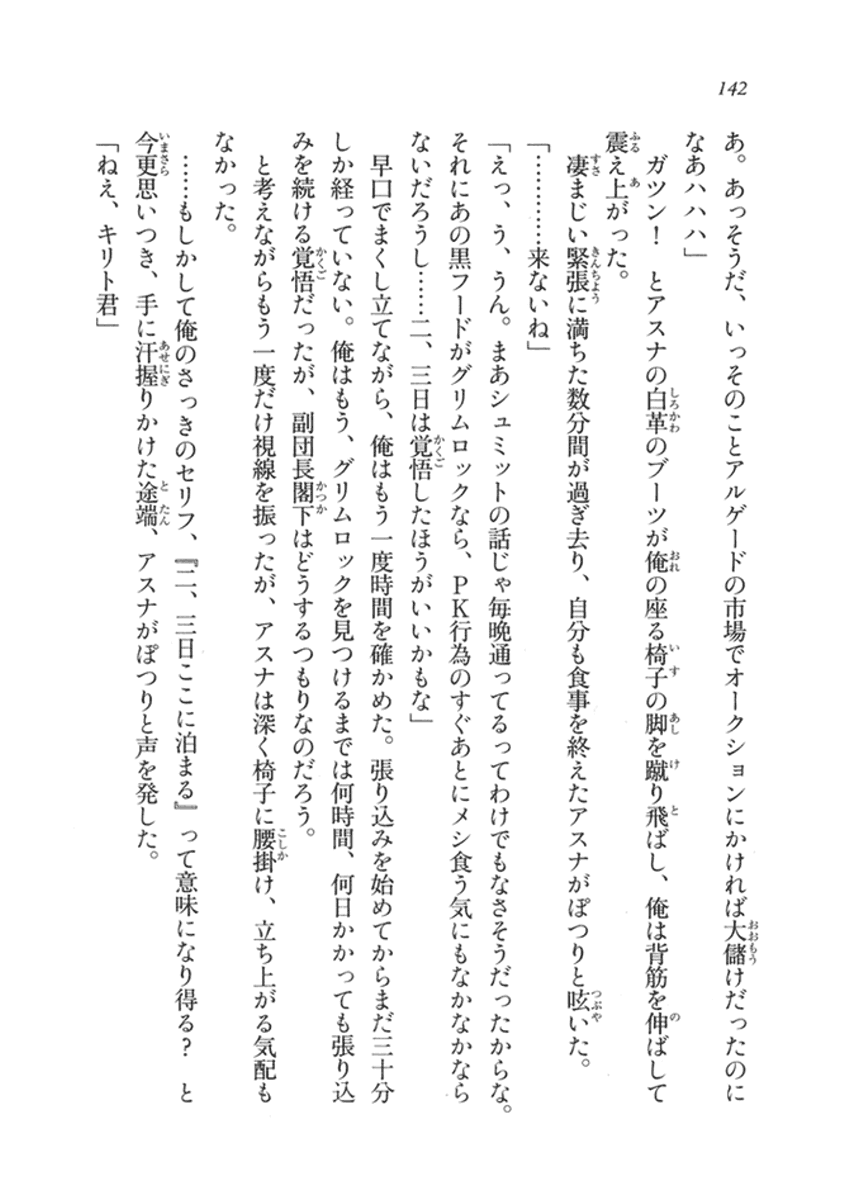 142
あ。あっそうだ、いっそのことアルゲードの市場でオークションにかければ大儲けだったのに
なあハハハ」
　ガツン！　とアスナの白革のブーツが俺の座る椅子の脚を蹴り飛ばし、俺は背筋を伸ばして
震え上がった。
　凄まじい緊張に満ちた数分間が過ぎ去り、自分も食事を終えたアスナがぽつりと呟いた。
「…………来ないね」
「えっ、う、うん。まあシュミットの話じゃ毎晩通ってるってわけでもなさそうだったからな。
それにあの黒フードがグリムロックなら、PK行為のすぐあとにメシ食う気にもなかなかなら
ないだろうし……二、三日は覚悟したほうがいいかもな」
　早口でまくし立てながら、俺はもう一度時間を確かめた。張り込みを始めてからまだ三十分
しか経っていない。俺はもう、グリムロックを見つけるまでは何時間、何日かかっても張り込
みを続ける覚悟だったが、副団長閣下はどうするつもりなのだろう。
　と考えながらもう一度だけ視線を振ったが、アスナは深く椅子に腰掛け、立ち上がる気配も
なかった。
　……もしかして俺のさっきのセリフ、『二、三日ここに泊まる』って意味になり得る？　と
今更思いつき、手に汗握りかけた途端、アスナがぽつりと声を発した。
「ねえ、キリト君」